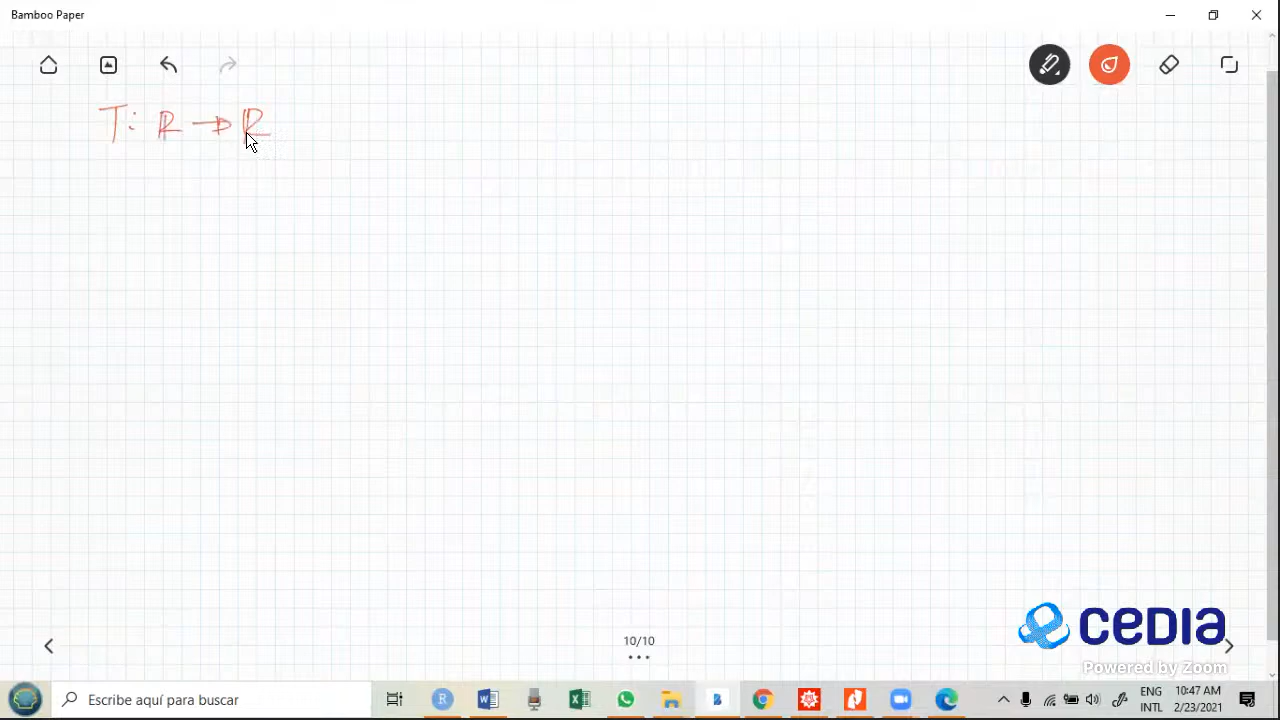 Bamboo Paper
T: R → R
10/10
cedia
Powered by Zoom
Escribe aquí para buscar
ENG
INTL
10:47 AM
2/23/2021